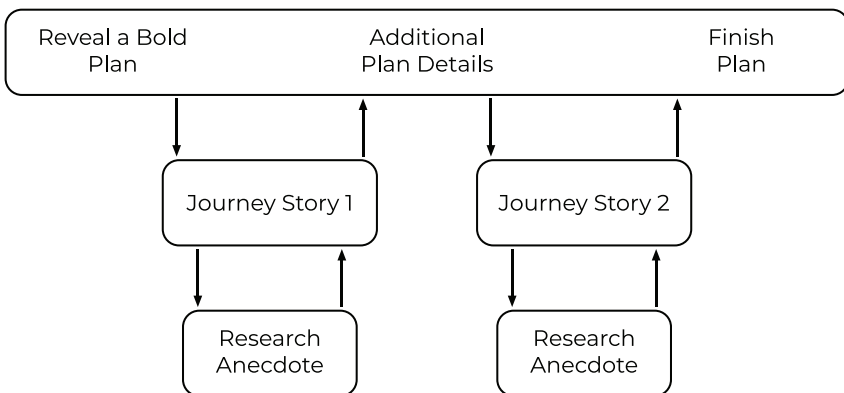 Reveal a Bold
Plan
Additional
Plan Details
Finish
Plan
Journey Story 1
Journey Story 2
Research
Anecdote
Research
Anecdote